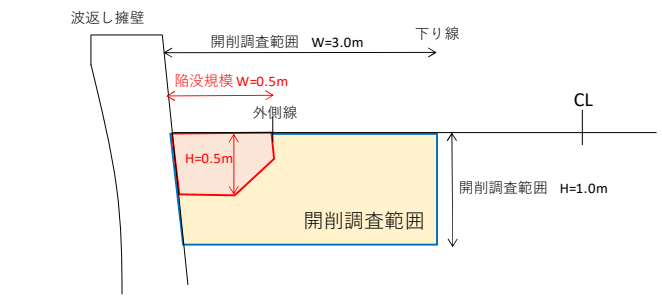 波返し擁壁
下り線
開削調査範囲 W=3.0m
陥没規模 W=0.5m
外側線
CL
H=0.5m
開削調査範囲 H=1.0m
開削調査範囲